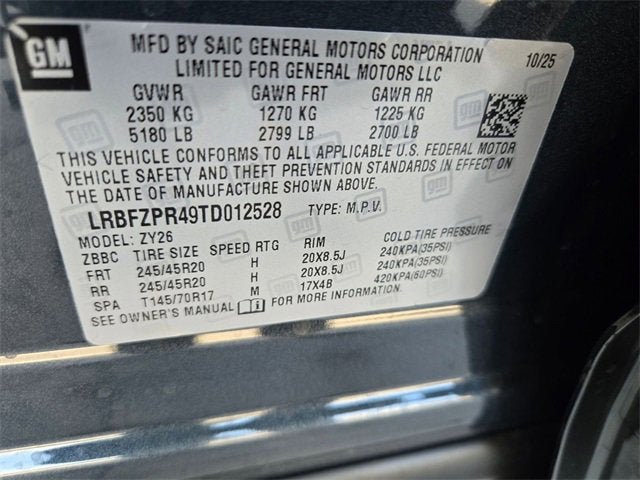 GM
MFD BY SAIC GENERAL MOTORS CORPORATION 10/25
LIMITED FOR GENERAL MOTORS LLC
GVWR GAWR FRT GAWR RR
2350 KG 1270 KG 1225 KG
5180 LB 2799 LB 2700 LB
THIS VEHICLE CONFORMS TO ALL APPLICABLE U.S. FEDERAL MOTOR
VEHICLE SAFETY AND THEFT PREVENTION STANDARDS IN EFFECT ON
THE DATE OF MANUFACTURE SHOWN ABOVE.
LRBFZPR49TD012528 TYPE: M.P.V.
MODEL: ZY26
ZBBC TIRE SIZE SPEED RTG RIM COLD TIRE PRESSURE
FRT 245/45R20 H 20X8.5J 240KPA(35PSI)
RR 245/45R20 H 20X8.5J 240KPA(35PSI)
SPA T145/70R17 M 17X4B 420KPA(60PSI)
SEE OWNER'S MANUAL FOR MORE INFORMATION.